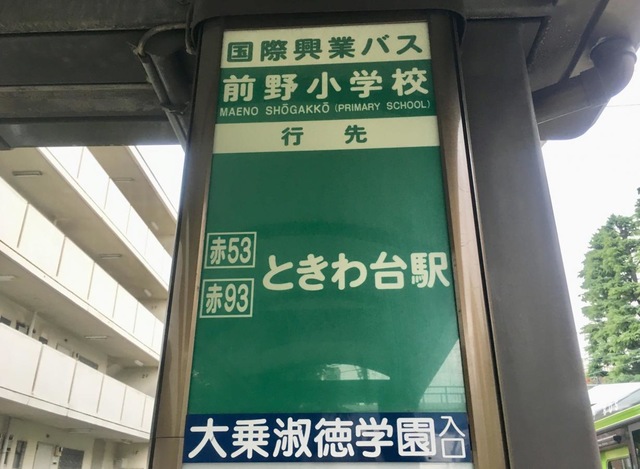 国際興業バス
前野小学校
MAENO SHŌGAKKŌ (PRIMARY SCHOOL)
行先
赤53
赤93
ときわ台駅
大乗淑徳学園入口